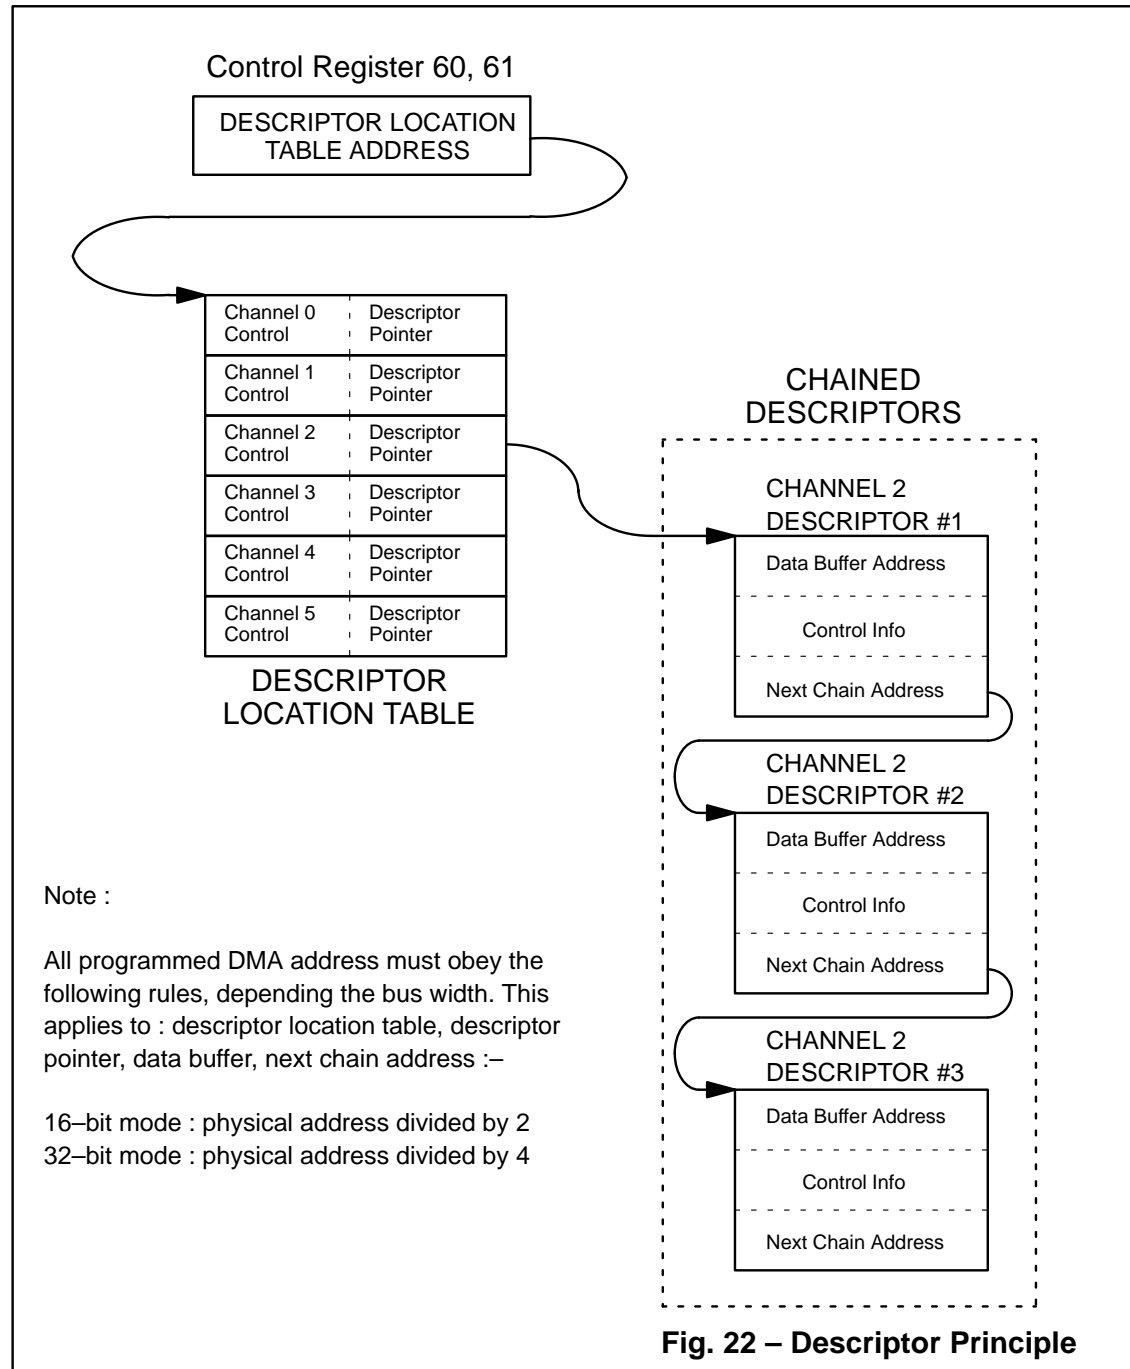 Control Register 60, 61
DESCRIPTOR LOCATION
TABLE ADDRESS
Channel 0 Descriptor
Control Pointer
Channel 1 Descriptor
Control Pointer
Channel 2 Descriptor
Control Pointer
Channel 3 Descriptor
Control Pointer
Channel 4 Descriptor
Control Pointer
Channel 5 Descriptor
Control Pointer
DESCRIPTOR
LOCATION TABLE
CHAINED
DESCRIPTORS
CHANNEL 2
DESCRIPTOR #1
Data Buffer Address
Control Info
Next Chain Address
CHANNEL 2
DESCRIPTOR #2
Data Buffer Address
Control Info
Next Chain Address
CHANNEL 2
DESCRIPTOR #3
Data Buffer Address
Control Info
Next Chain Address
Note :
All programmed DMA address must obey the
following rules, depending the bus width. This
applies to : descriptor location table, descriptor
pointer, data buffer, next chain address :–
16–bit mode : physical address divided by 2
32–bit mode : physical address divided by 4
Fig. 22 – Descriptor Principle